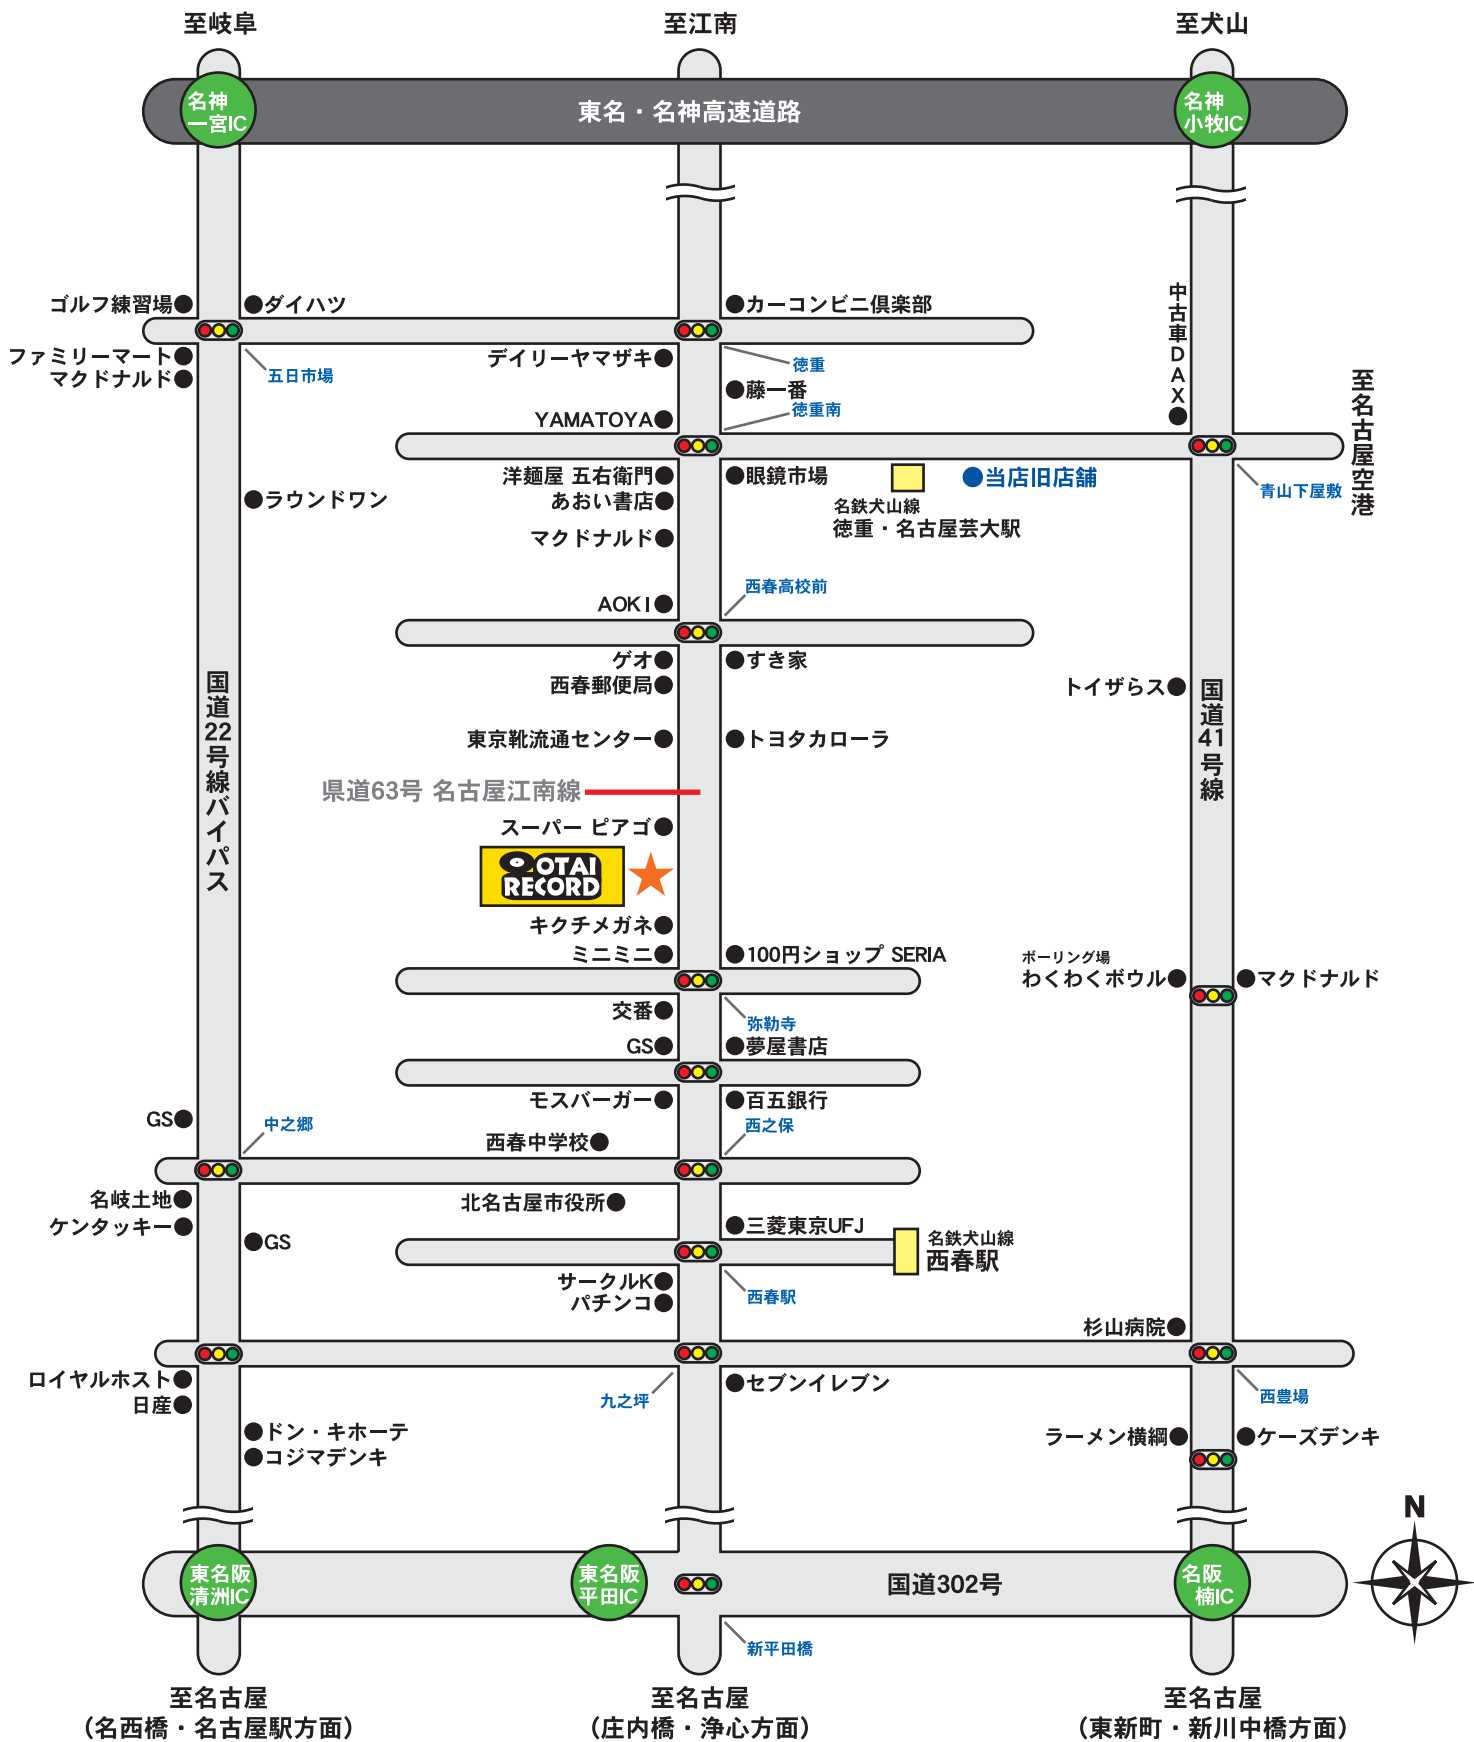 至岐阜
至江南
至犬山
名神
一宮IC
東名・名神高速道路
名神
小牧IC
ゴルフ練習場
ダイハツ
カーコンビニ倶楽部
中古車DAX
ファミリーマート
マクドナルド
五日市場
デイリーヤマザキ
徳重
藤一番
徳重南
YAMATOYA
至名古屋空港
洋麺屋 五右衛門
あおい書店
眼鏡市場
当店旧店舗
名鉄犬山線
徳重・名古屋芸大駅
青山下屋敷
ラウンドワン
マクドナルド
西春高校前
AOKI
ゲオ
すき家
西春郵便局
トイザらス
国道22号線バイパス
国道41号線
東京靴流通センター
トヨタカローラ
県道63号 名古屋江南線
スーパー ピアゴ
OTAI
RECORD
キクチメガネ
ミニミニ
100円ショップ SERIA
ボーリング場
わくわくボウル
マクドナルド
交番
弥勒寺
GS
夢屋書店
モスバーガー
百五銀行
GS
中之郷
西春中学校
西之保
名岐土地
ケンタッキー
北名古屋市役所
GS
三菱東京UFJ
名鉄犬山線
西春駅
サークルK
パチンコ
西春駅
杉山病院
ロイヤルホスト
日産
九之坪
セブンイレブン
西豊場
ドン・キホーテ
コジマデンキ
ラーメン横綱
ケーズデンキ
N
東名阪
清洲IC
東名阪
平田IC
国道302号
名阪
楠IC
新平田橋
至名古屋
(名西橋・名古屋駅方面)
至名古屋
(庄内橋・浄心方面)
至名古屋
(東新町・新川中橋方面)